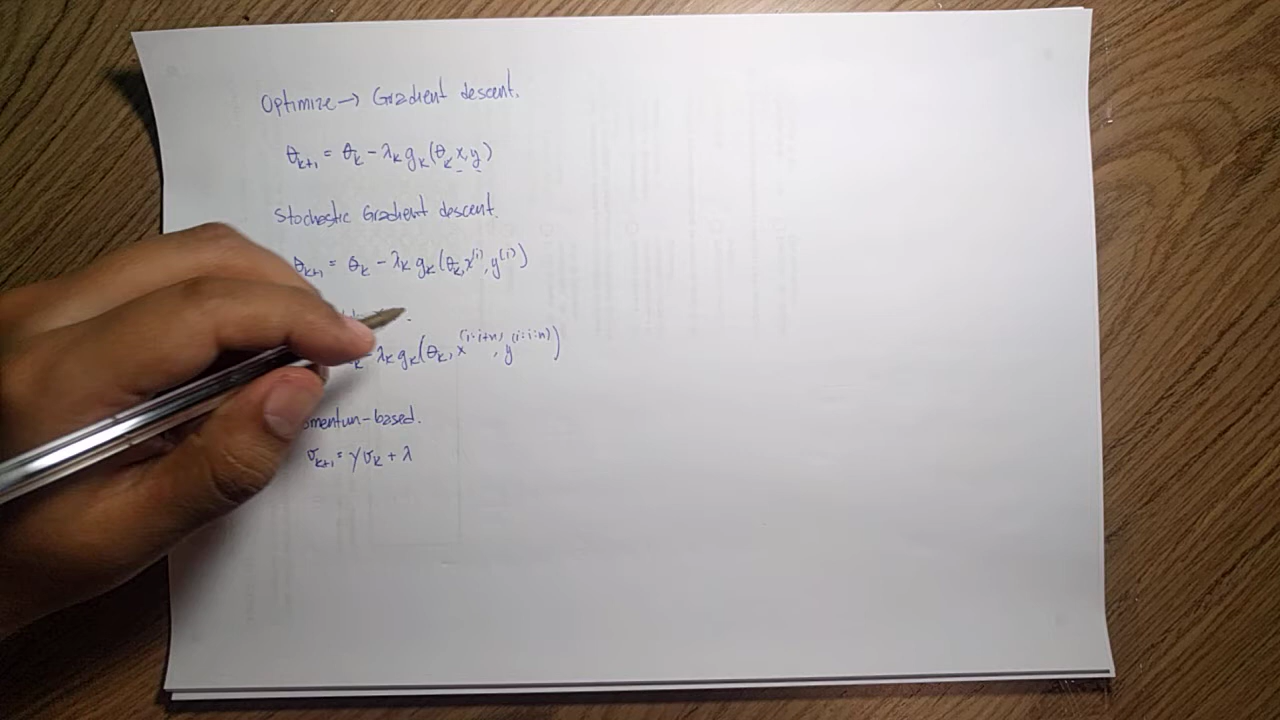 Optimize → Gradient descent.
θₖ₊₁ = θₖ - λₖ gₖ(θₖ x, y)
Stochastic Gradient descent.
θₖ₊₁ = θₖ - λₖ gₖ(θₖ, x⁽ⁱ⁾, y⁽ⁱ⁾)
- λₖ gₖ(θₖ, x⁽ⁱ:ⁱ⁺ⁿ⁾, y⁽ⁱ:ⁱ:ⁿ⁾)
omentum-based.
vₖ₊₁ = γvₖ + λ